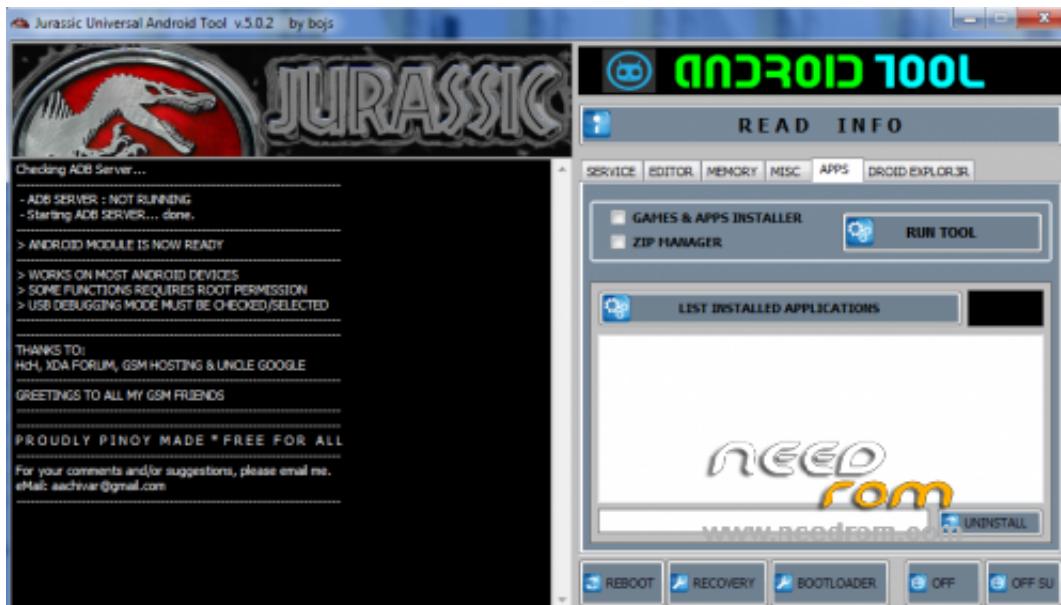 Jurassic Universal Android Tool v.5.0.2 by bojs
JURASSIC
ANDROID TOOL
READ INFO
SERVICE EDITOR MEMORY MISC APPS DROID EXPLOR3R
GAMES & APPS INSTALLER
ZIP MANAGER
RUN TOOL
LIST INSTALLED APPLICATIONS
Checking ADB Server...
- ADB SERVER : NOT RUNNING
- Starting ADB SERVER... done.
> ANDROID MODULE IS NOW READY
> WORKS ON MOST ANDROID DEVICES
> SOME FUNCTIONS REQUIRES ROOT PERMISSION
> USB DEBUGGING MODE MUST BE CHECKED/SELECTED
THANKS TO:
HcH, XDA FORUM, GSM HOSTING & UNCLE GOOGLE
GREETINGS TO ALL MY GSM FRIENDS
PROUDLY PINOY MADE * FREE FOR ALL
For your comments and/or suggestions, please email me.
eMail: aachivar@gmail.com
NEED
rom
www.needrom.com
UNINSTALL
REBOOT RECOVERY BOOTLOADER OFF OFF SU